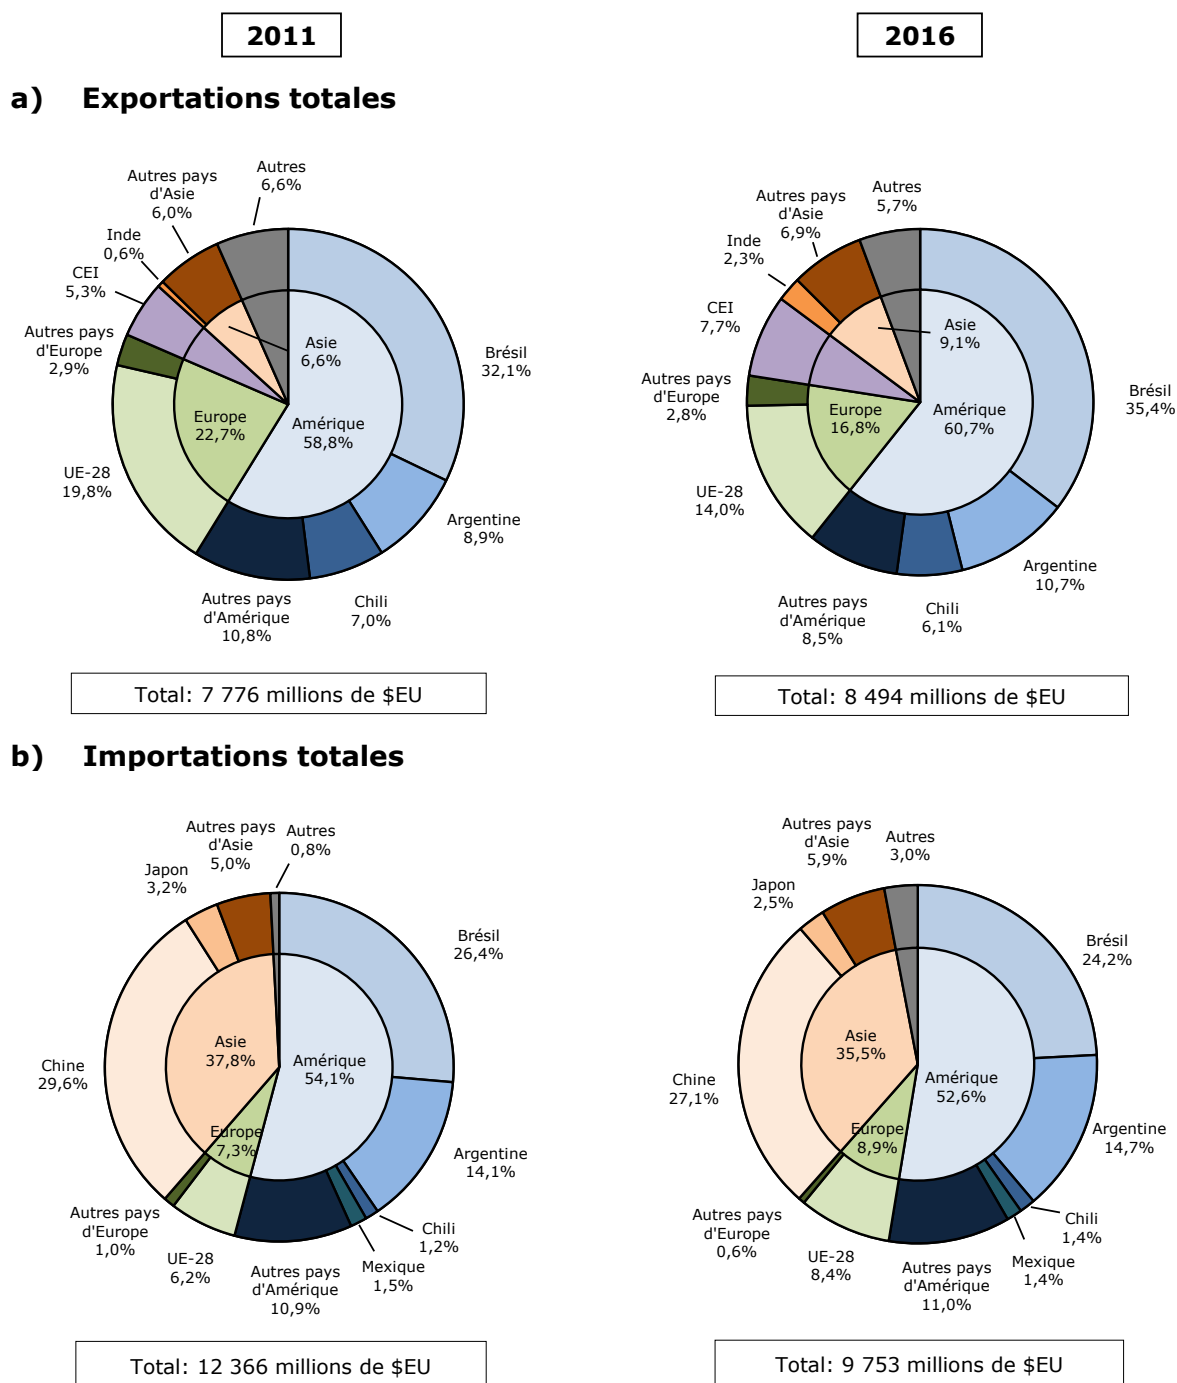 2011
2016
a) Exportations totales
Autres
6,6%
Autres pays
d'Asie
6,0%
Inde
0,6%
CEI
5,3%
Autres pays
d'Europe
2,9%
UE-28
19,8%
Autres pays
d'Amérique
10,8%
Chili
7,0%
Argentine
8,9%
Brésil
32,1%
Asie
6,6%
Europe
22,7%
Amérique
58,8%
Total: 7 776 millions de $EU
Autres
5,7%
Autres pays
d'Asie
6,9%
Inde
2,3%
CEI
7,7%
Autres pays
d'Europe
2,8%
UE-28
14,0%
Autres pays
d'Amérique
8,5%
Chili
6,1%
Argentine
10,7%
Brésil
35,4%
Asie
9,1%
Europe
16,8%
Amérique
60,7%
Total: 8 494 millions de $EU
b) Importations totales
Autres pays
d'Asie
5,0%
Autres
0,8%
Japon
3,2%
Brésil
26,4%
Asie
37,8%
Amérique
54,1%
Chine
29,6%
Europe
7,3%
Argentine
14,1%
Autres pays
d'Europe
1,0%
UE-28
6,2%
Autres pays
d'Amérique
10,9%
Mexique
1,5%
Chili
1,2%
Total: 12 366 millions de $EU
Autres pays
d'Asie
5,9%
Autres
3,0%
Japon
2,5%
Brésil
24,2%
Asie
35,5%
Amérique
52,6%
Chine
27,1%
Europe
8,9%
Argentine
14,7%
Autres pays
d'Europe
0,6%
UE-28
8,4%
Autres pays
d'Amérique
11,0%
Mexique
1,4%
Chili
1,4%
Total: 9 753 millions de $EU